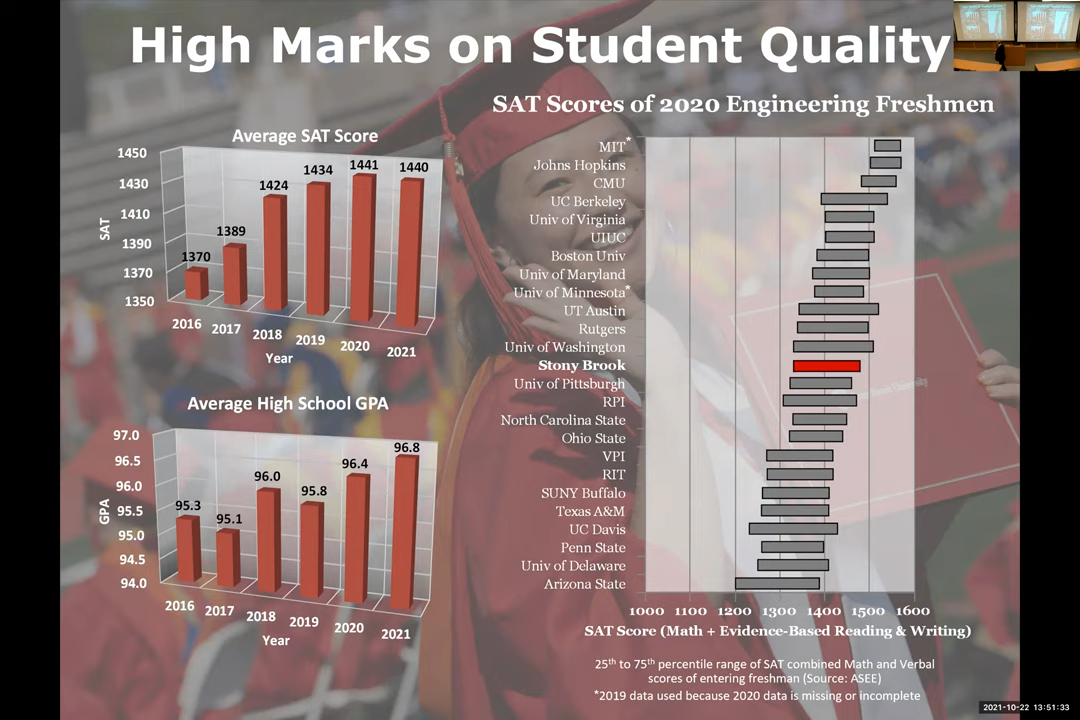 High Marks on Student Quality
SAT Scores of 2020 Engineering Freshmen
Average SAT Score
1450
1430
1410
1390
1370
1350
SAT
1370
1389
1424
1434
1441
1440
2016
2017
2018
2019
2020
2021
Year
Average High School GPA
97.0
96.5
96.0
95.5
95.0
94.5
94.0
GPA
95.3
95.1
96.0
95.8
96.4
96.8
2016
2017
2018
2019
2020
2021
Year
MIT*
Johns Hopkins
CMU
UC Berkeley
Univ of Virginia
UIUC
Boston Univ
Univ of Maryland
Univ of Minnesota*
UT Austin
Rutgers
Univ of Washington
Stony Brook
Univ of Pittsburgh
RPI
North Carolina State
Ohio State
VPI
RIT
SUNY Buffalo
Texas A&M
UC Davis
Penn State
Univ of Delaware
Arizona State
1000 1100 1200 1300 1400 1500 1600
SAT Score (Math + Evidence-Based Reading & Writing)
25th to 75th percentile range of SAT combined Math and Verbal
scores of entering freshman (Source: ASEE)
*2019 data used because 2020 data is missing or incomplete
2021-10-22 13:51:33